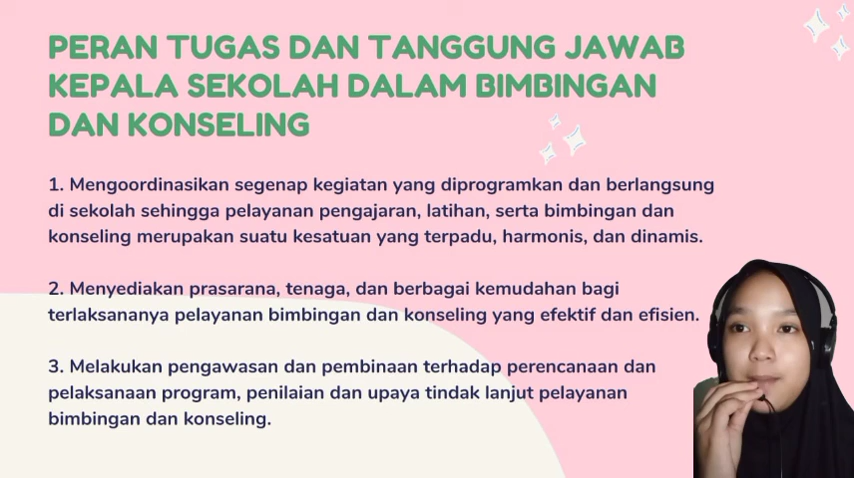 PERAN TUGAS DAN TANGGUNG JAWAB
KEPALA SEKOLAH DALAM BIMBINGAN
DAN KONSELING
1. Mengoordinasikan segenap kegiatan yang diprogramkan dan berlangsung
di sekolah sehingga pelayanan pengajaran, latihan, serta bimbingan dan
konseling merupakan suatu kesatuan yang terpadu, harmonis, dan dinamis.
2. Menyediakan prasarana, tenaga, dan berbagai kemudahan bagi
terlaksananya pelayanan bimbingan dan konseling yang efektif dan efisien.
3. Melakukan pengawasan dan pembinaan terhadap perencanaan dan
pelaksanaan program, penilaian dan upaya tindak lanjut pelayanan
bimbingan dan konseling.